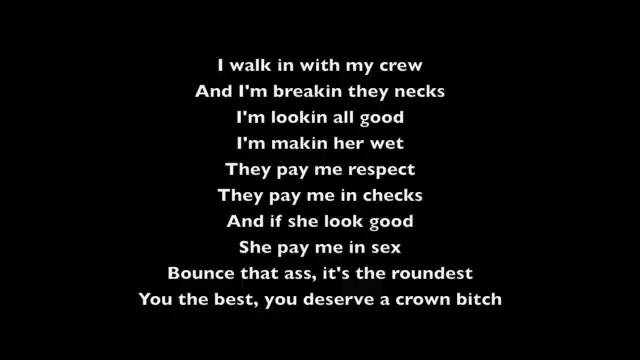 I walk in with my crew
And I'm breakin they necks
I'm lookin all good
I'm makin her wet
They pay me respect
They pay me in checks
And if she look good
She pay me in sex
Bounce that ass, it's the roundest
You the best, you deserve a crown bitch